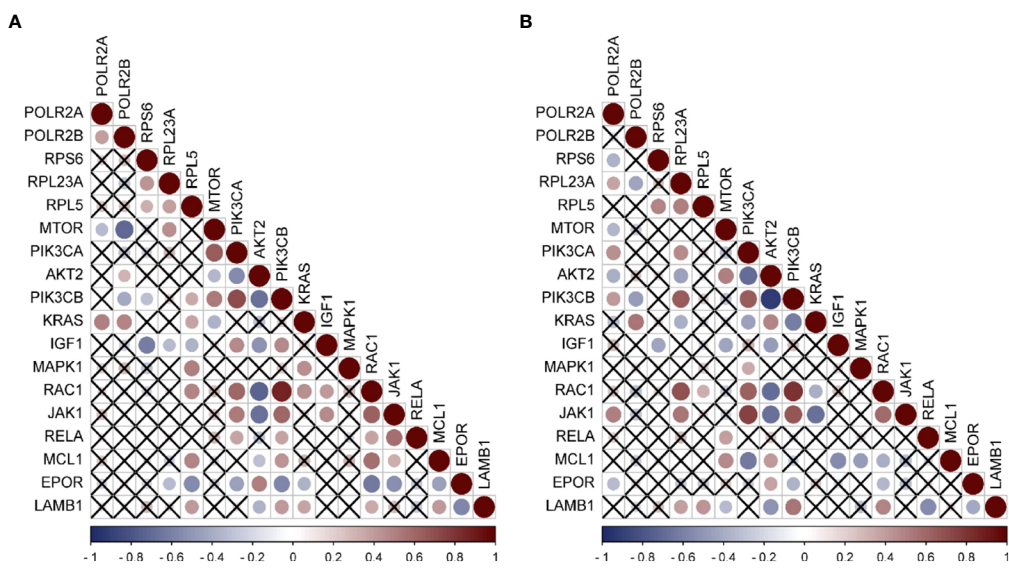 A
B
POLR2A
POLR2B
RPS6
RPL23A
RPL5
MTOR
PIK3CA
AKT2
PIK3CB
KRAS
IGF1
MAPK1
RAC1
JAK1
RELA
MCL1
EPOR
LAMB1
POLR2A
POLR2B
RPS6
RPL23A
RPL5
MTOR
PIK3CA
AKT2
PIK3CB
KRAS
IGF1
MAPK1
RAC1
JAK1
RELA
MCL1
EPOR
LAMB1
-1 -0.8 -0.6 -0.4 -0.2 0 0.2 0.4 0.6 0.8 1
POLR2A
POLR2B
RPS6
RPL23A
RPL5
MTOR
PIK3CA
AKT2
PIK3CB
KRAS
IGF1
MAPK1
RAC1
JAK1
RELA
MCL1
EPOR
LAMB1
POLR2A
POLR2B
RPS6
RPL23A
RPL5
MTOR
PIK3CA
AKT2
PIK3CB
KRAS
IGF1
MAPK1
RAC1
JAK1
RELA
MCL1
EPOR
LAMB1
-1 -0.8 -0.6 -0.4 -0.2 0 0.2 0.4 0.6 0.8 1